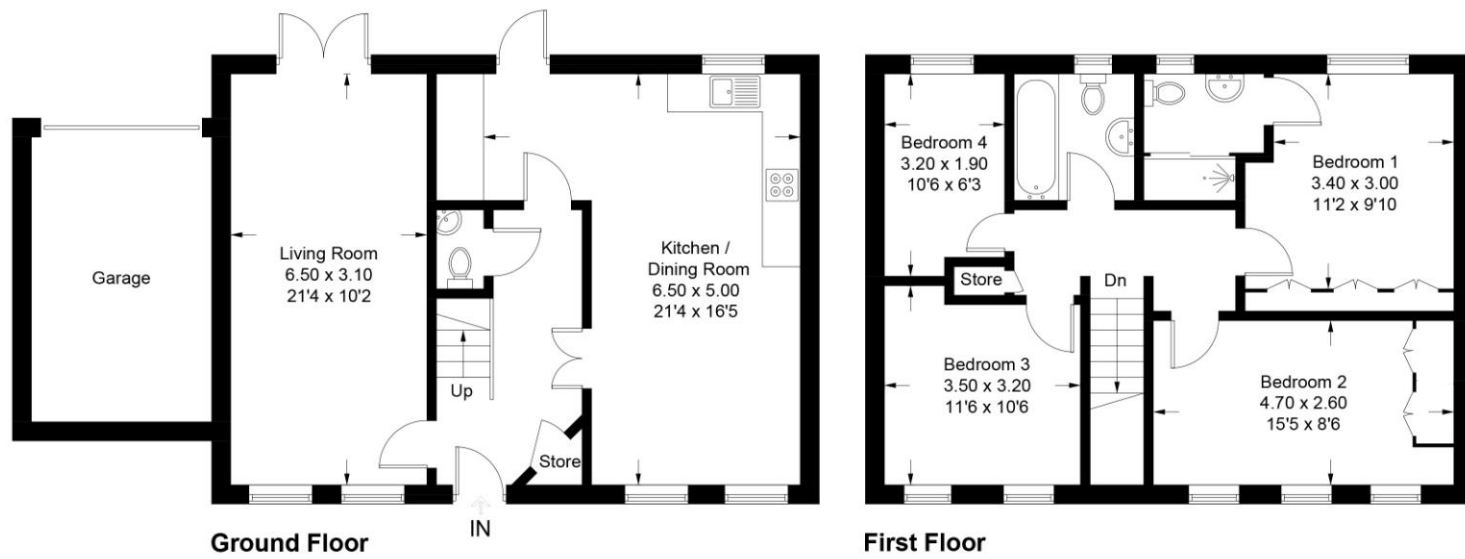 Garage
Living Room
6.50 x 3.10
21'4 x 10'2
Kitchen /
Dining Room
6.50 x 5.00
21'4 x 16'5
Up
Store
IN
Ground Floor
Bedroom 4
3.20 x 1.90
10'6 x 6'3
Bedroom 1
3.40 x 3.00
11'2 x 9'10
Store
Dn
Bedroom 3
3.50 x 3.20
11'6 x 10'6
Bedroom 2
4.70 x 2.60
15'5 x 8'6
First Floor